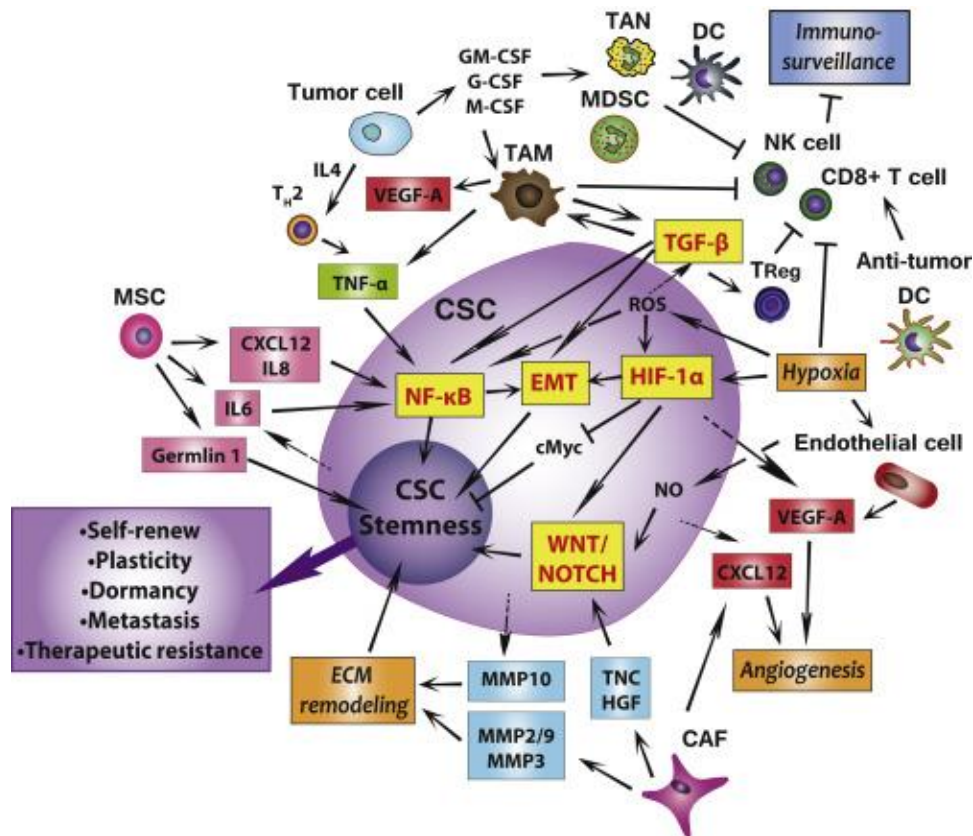 TAN
DC
Immuno-
surveillance
GM-CSF
G-CSF
M-CSF
Tumor cell
MDSC
NK cell
TAM
CD8+ T cell
IL4
VEGF-A
TH2
TGF-β
TReg
Anti-tumor
TNF-α
MSC
CSC
ROS
DC
CXCL12
IL8
NF-κB
EMT
HIF-1α
Hypoxia
IL6
Germlin 1
cMyc
Endothelial cell
CSC
Stemness
NO
VEGF-A
•Self-renew
•Plasticity
•Dormancy
•Metastasis
•Therapeutic resistance
WNT/
NOTCH
CXCL12
ECM
remodeling
MMP10
TNC
HGF
Angiogenesis
MMP2/9
MMP3
CAF